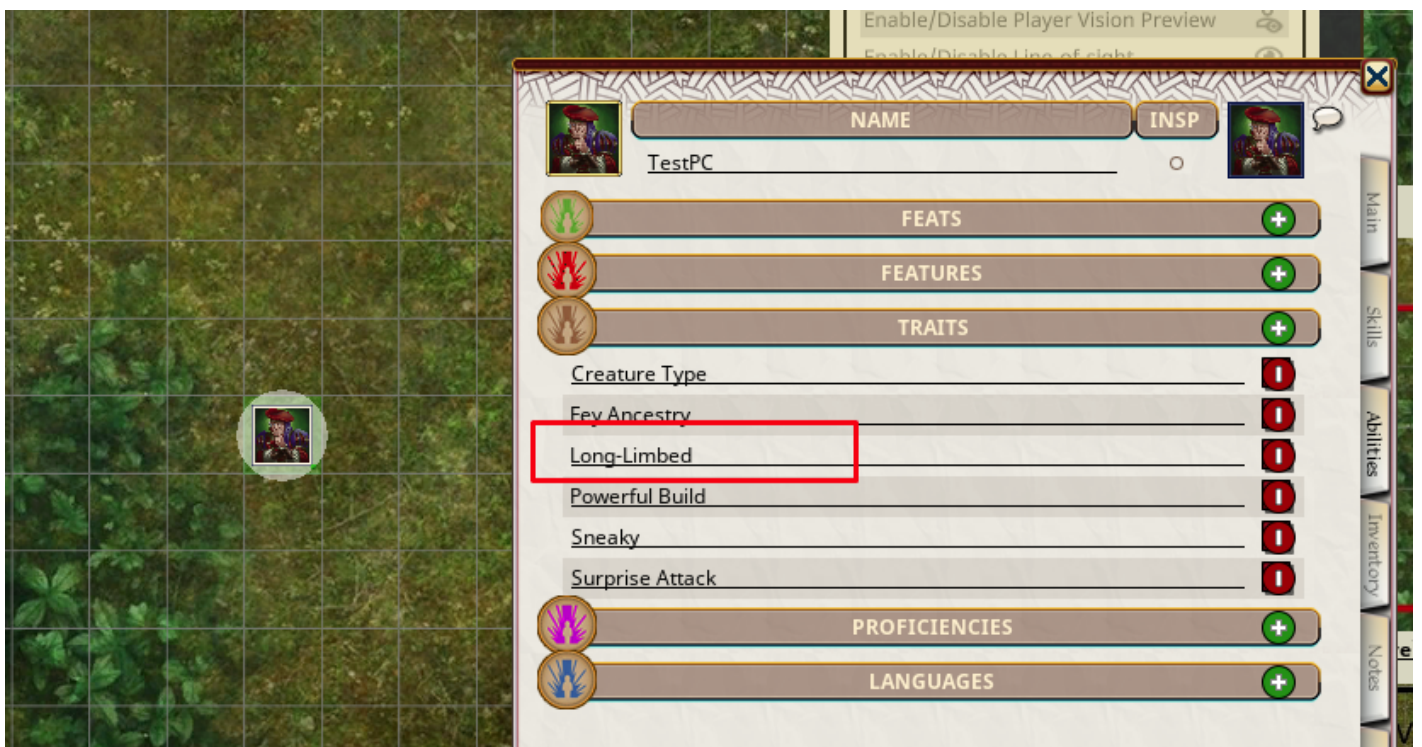 Enable/Disable Player Vision Preview
Enable/Disable Line-of-sight
NAME
INSP
TestPC
FEATS
FEATURES
TRAITS
Creature Type
Fey Ancestry
Long-Limbed
Powerful Build
Sneaky
Surprise Attack
PROFICIENCIES
LANGUAGES
Main
Skills
Abilities
Inventory
Notes